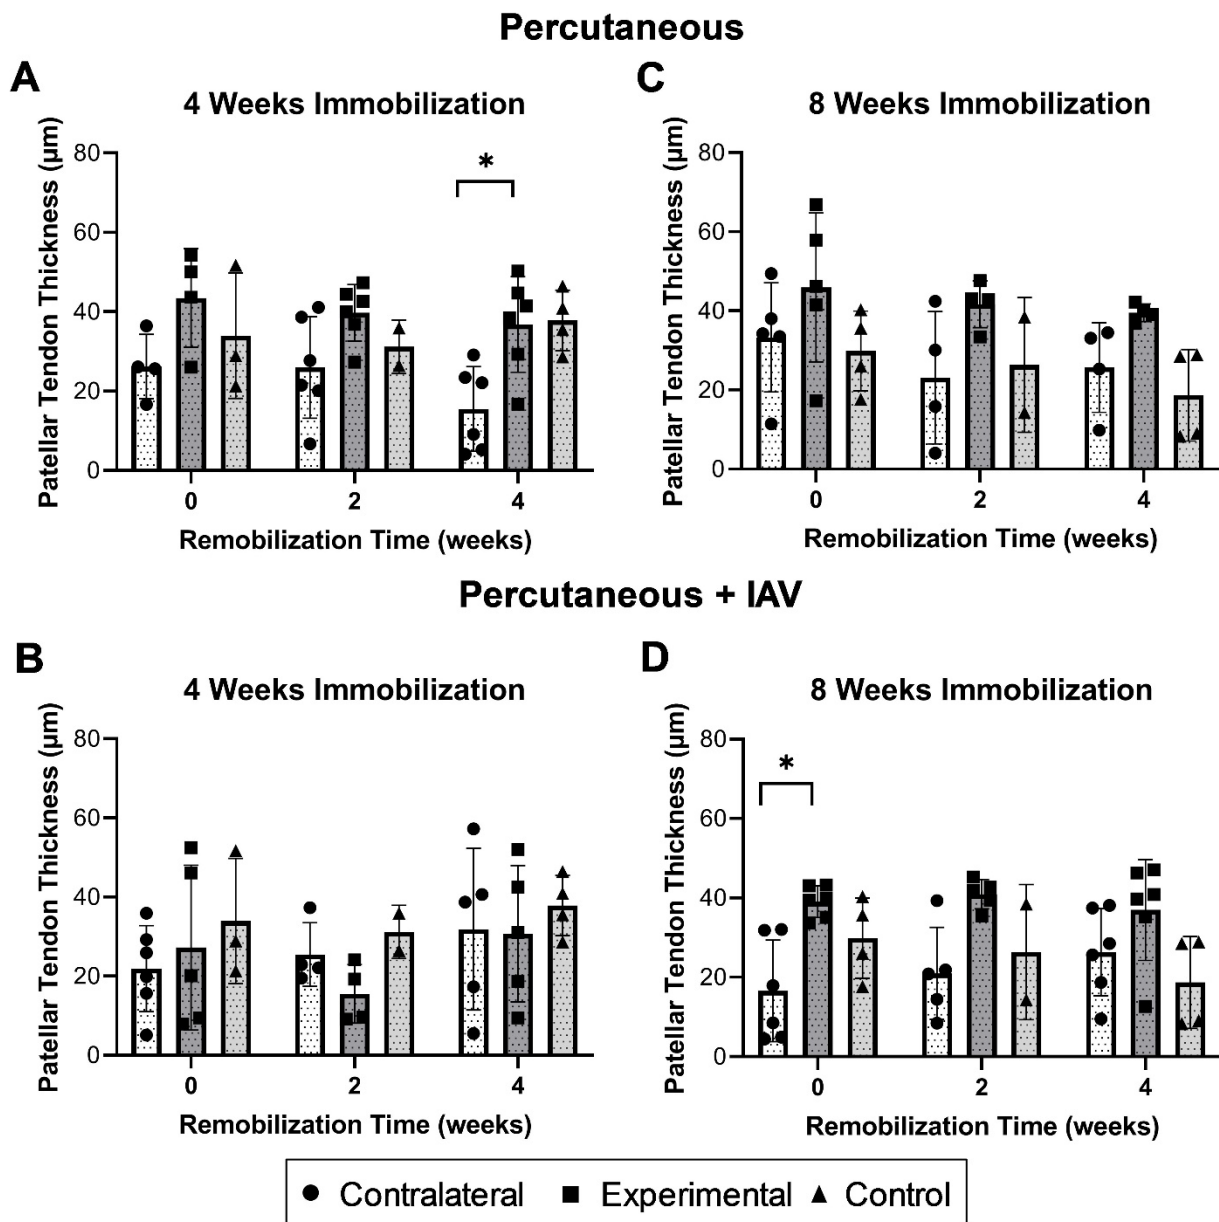 Percutaneous
A
4 Weeks Immobilization
Patellar Tendon Thickness (µm)
80
60
40
20
0
*
0 2 4
Remobilization Time (weeks)
C
8 Weeks Immobilization
Patellar Tendon Thickness (µm)
80
60
40
20
0
0 2 4
Remobilization Time (weeks)
Percutaneous + IAV
B
4 Weeks Immobilization
Patellar Tendon Thickness (µm)
80
60
40
20
0
0 2 4
Remobilization Time (weeks)
D
8 Weeks Immobilization
Patellar Tendon Thickness (µm)
80
60
40
20
0
*
0 2 4
Remobilization Time (weeks)
Contralateral Experimental Control